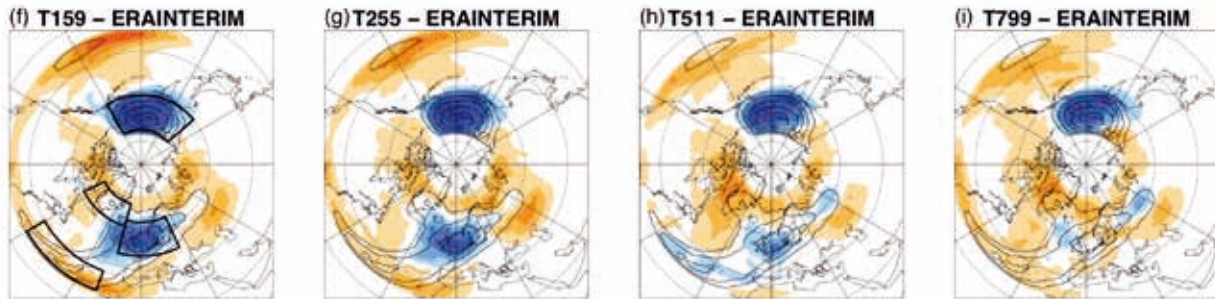 (f) T159 – ERAINTERIM
(g) T255 – ERAINTERIM
(h) T511 – ERAINTERIM
(i) T799 – ERAINTERIM